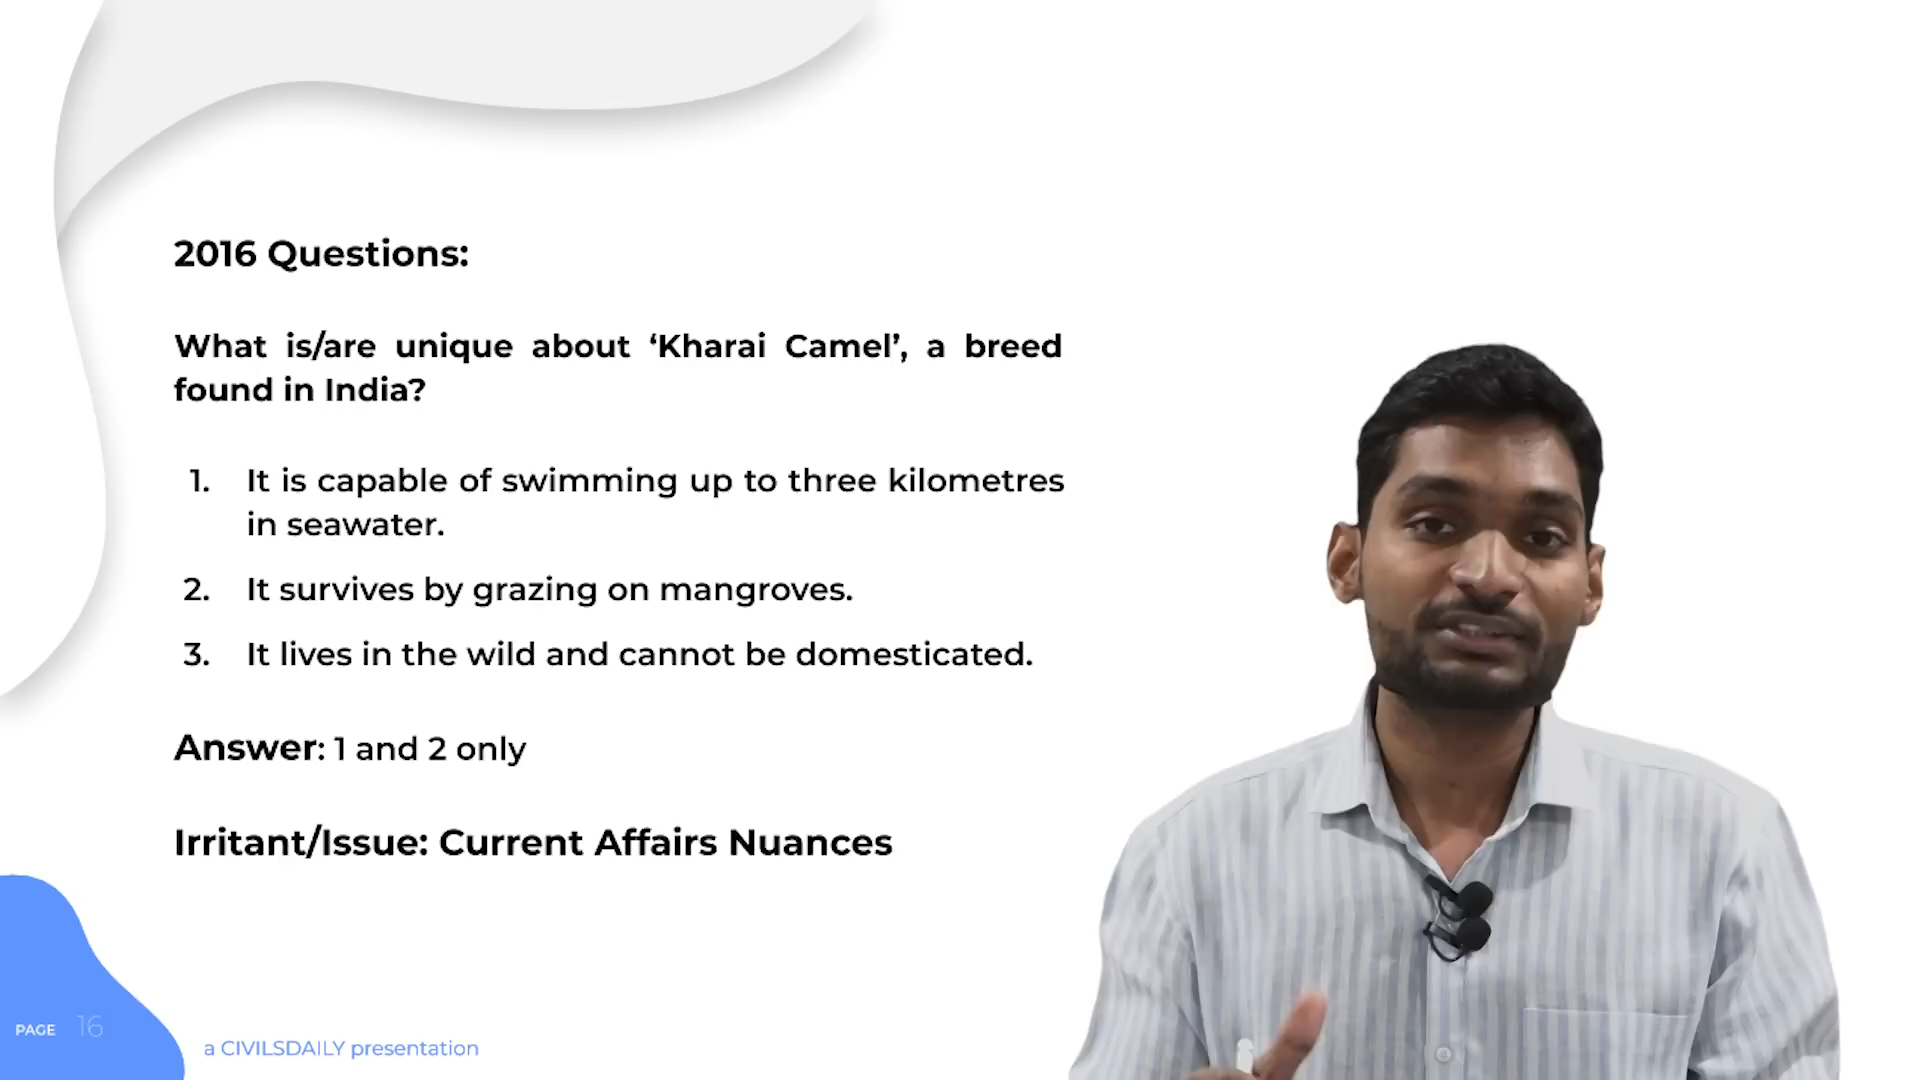 2016 Questions:
What is/are unique about ‘Kharai Camel’, a breed
found in India?
1. It is capable of swimming up to three kilometres
in seawater.
2. It survives by grazing on mangroves.
3. It lives in the wild and cannot be domesticated.
Answer: 1 and 2 only
Irritant/Issue: Current Affairs Nuances
PAGE 16
a CIVILSDAILY presentation